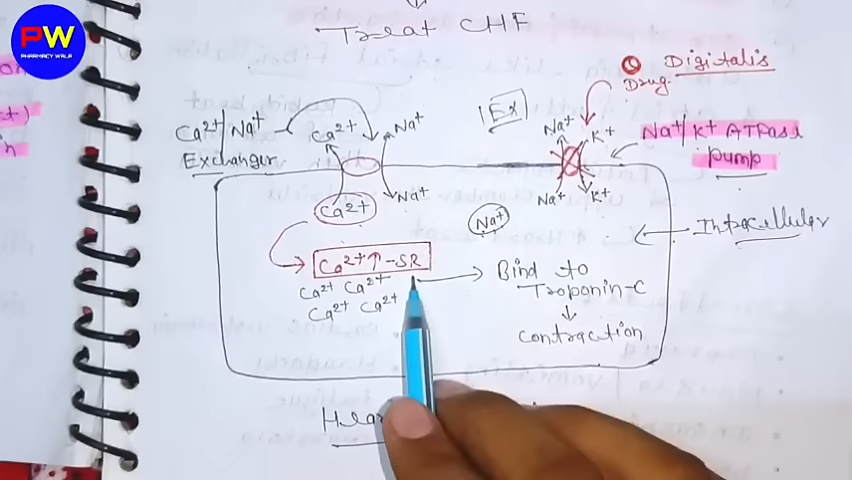 PW
PHARMACY WALA
Treat CHF
Digitalis
Drug
Ca2+/Na+
Exchanger
Ca2+
Na+
Ex
Na+
K+
Na+/K+ ATPase
pump
Ca2+
Na+
Na+
K+
Na+
Intracellular
Ca2+↑-SR
Ca2+ Ca2+
Ca2+ Ca2+
Bind to
Troponin-C
↓
contraction